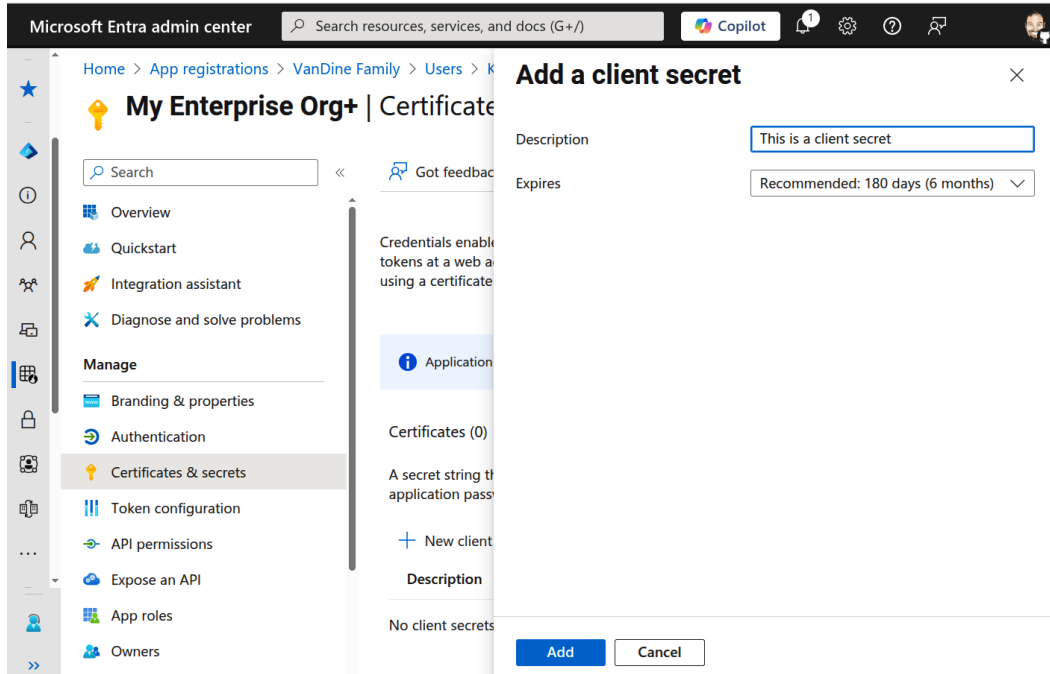 Microsoft Entra admin center
Search resources, services, and docs (G+/)
Copilot
1
Home > App registrations > VanDine Family > Users > K
My Enterprise Org+ | Certificate
Search
Got feedbac
Overview
Quickstart
Integration assistant
Diagnose and solve problems
Manage
Branding & properties
Authentication
Certificates & secrets
Token configuration
API permissions
Expose an API
App roles
Owners
Credentials enable
tokens at a web a
using a certificate
Application
Certificates (0)
A secret string th
application passw
New client
Description
No client secrets
Add a client secret
Description
This is a client secret
Expires
Recommended: 180 days (6 months)
Add
Cancel